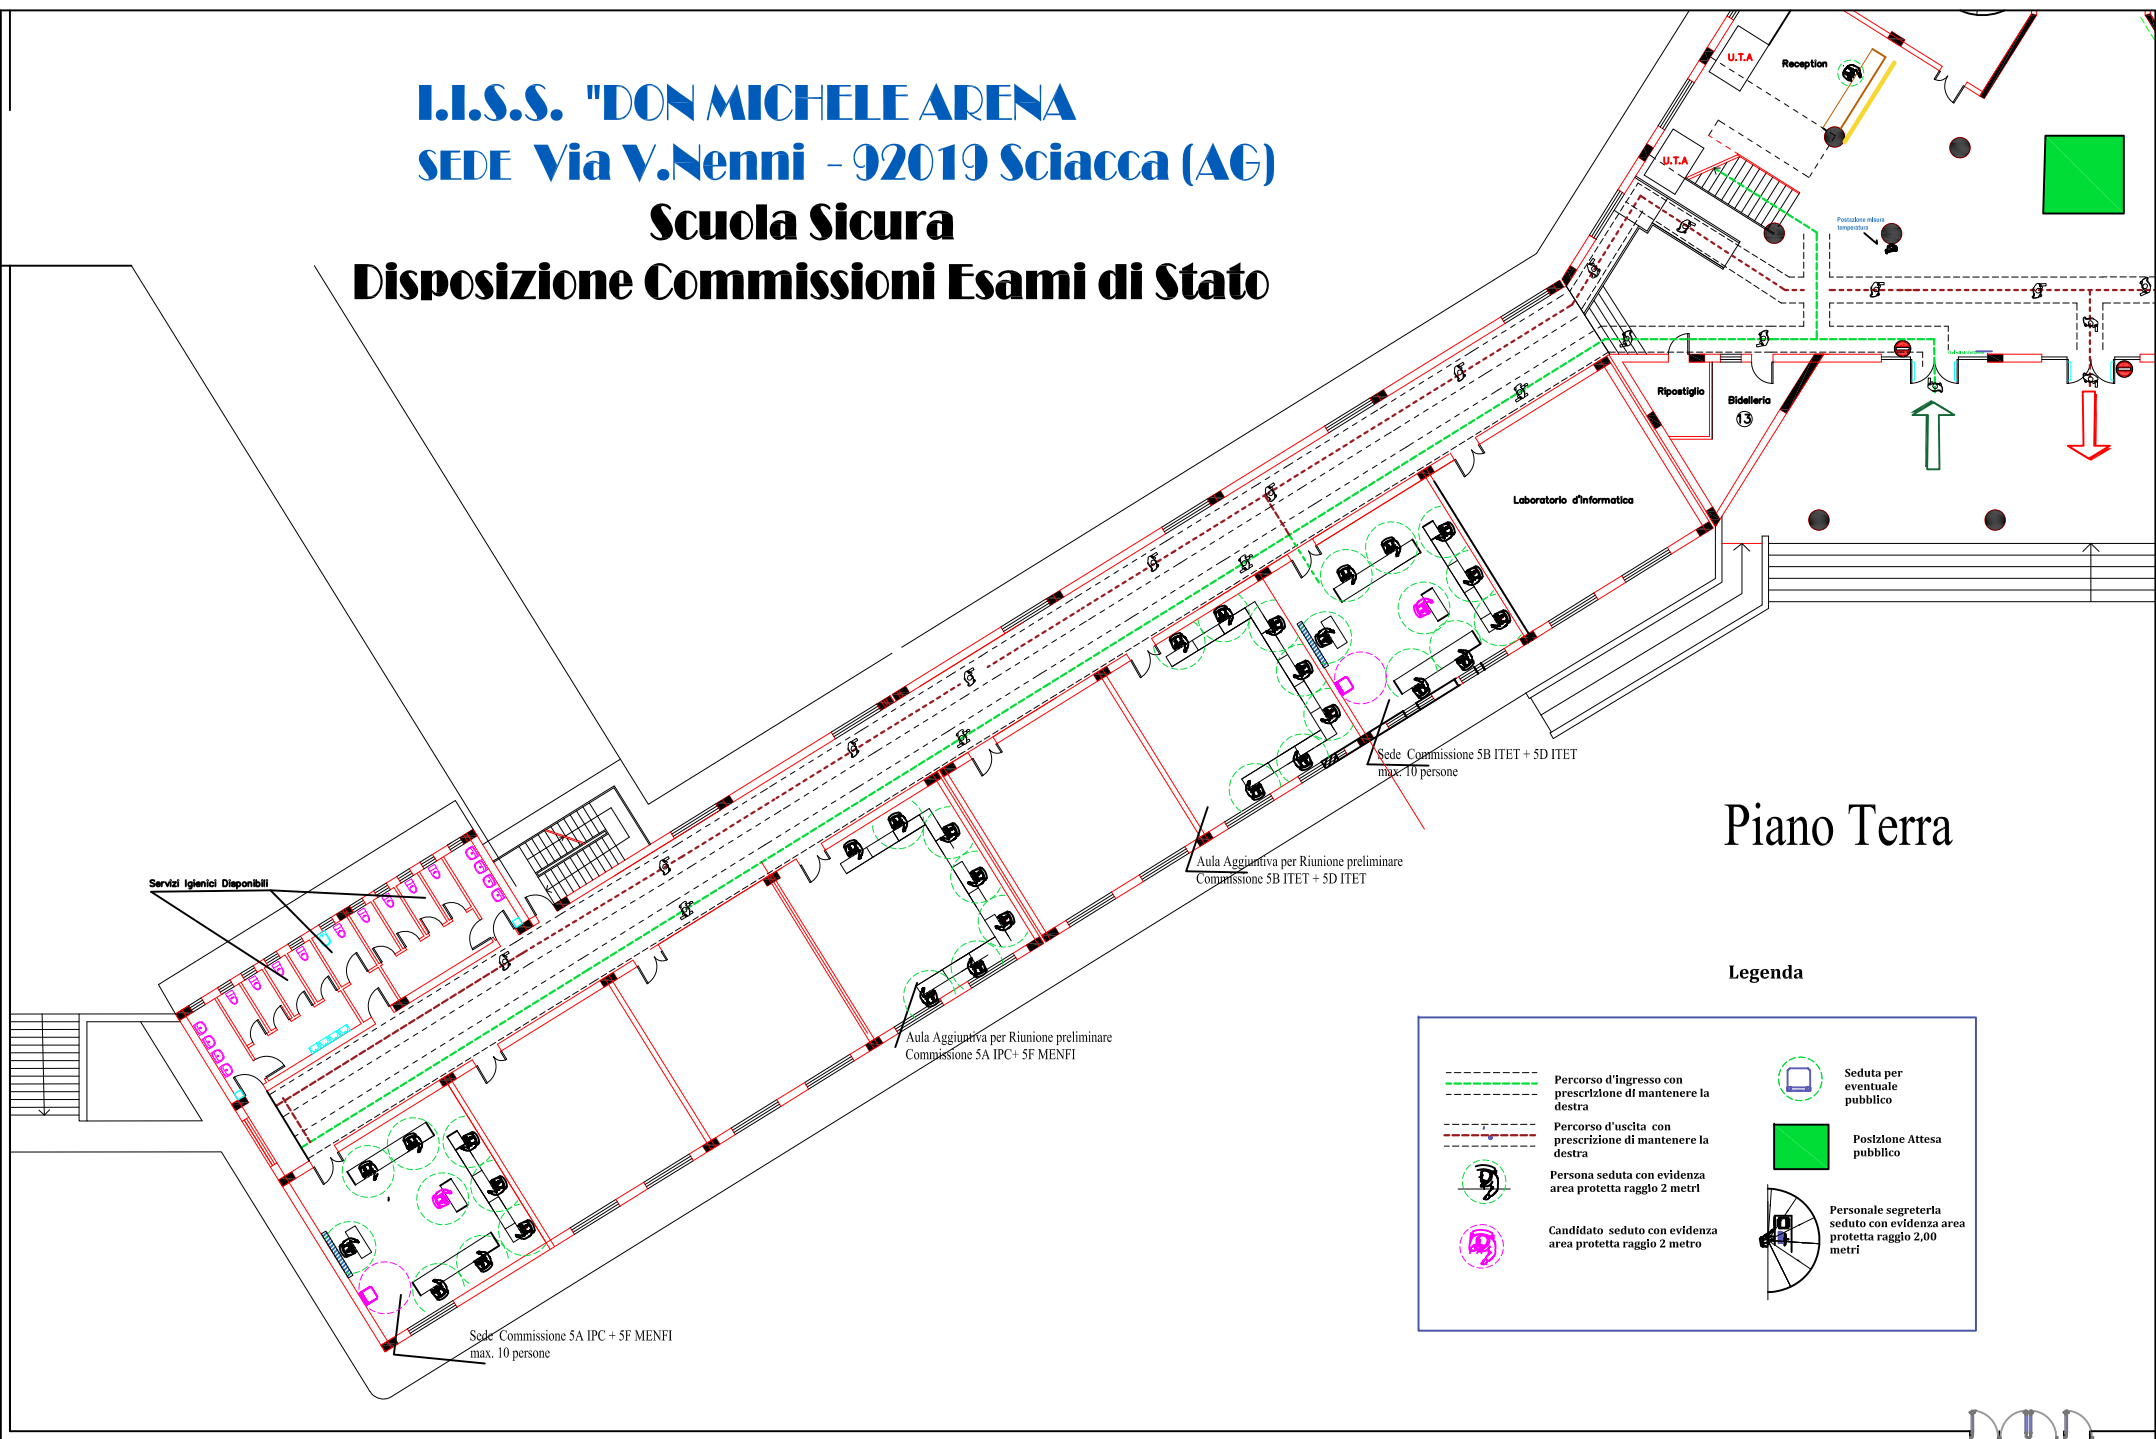 I.I.S.S. "DON MICHELE ARENA
SEDE Via V.Nenni - 92019 Sciacca (AG)
Scuola Sicura
Disposizione Commissioni Esami di Stato
U.T.A
Reception
U.T.A
Postazione misura
temperatura
Ripostiglio
Bidelleria
13
Laboratorio d'Informatica
Sede Commissione 5B ITET + 5D ITET
max. 10 persone
Aula Aggiuntiva per Riunione preliminare
Commissione 5B ITET + 5D ITET
Piano Terra
Servizi Igienici Disponibili
Aula Aggiuntiva per Riunione preliminare
Commissione 5A IPC+ 5F MENFI
Sede Commissione 5A IPC + 5F MENFI
max. 10 persone
Legenda
Percorso d'ingresso con
prescrizione di mantenere la
destra
Percorso d'uscita con
prescrizione di mantenere la
destra
Persona seduta con evidenza
area protetta raggio 2 metri
Candidato seduto con evidenza
area protetta raggio 2 metro
Seduta per
eventuale
pubblico
Posizione Attesa
pubblico
Personale segreteria
seduto con evidenza area
protetta raggio 2,00
metri